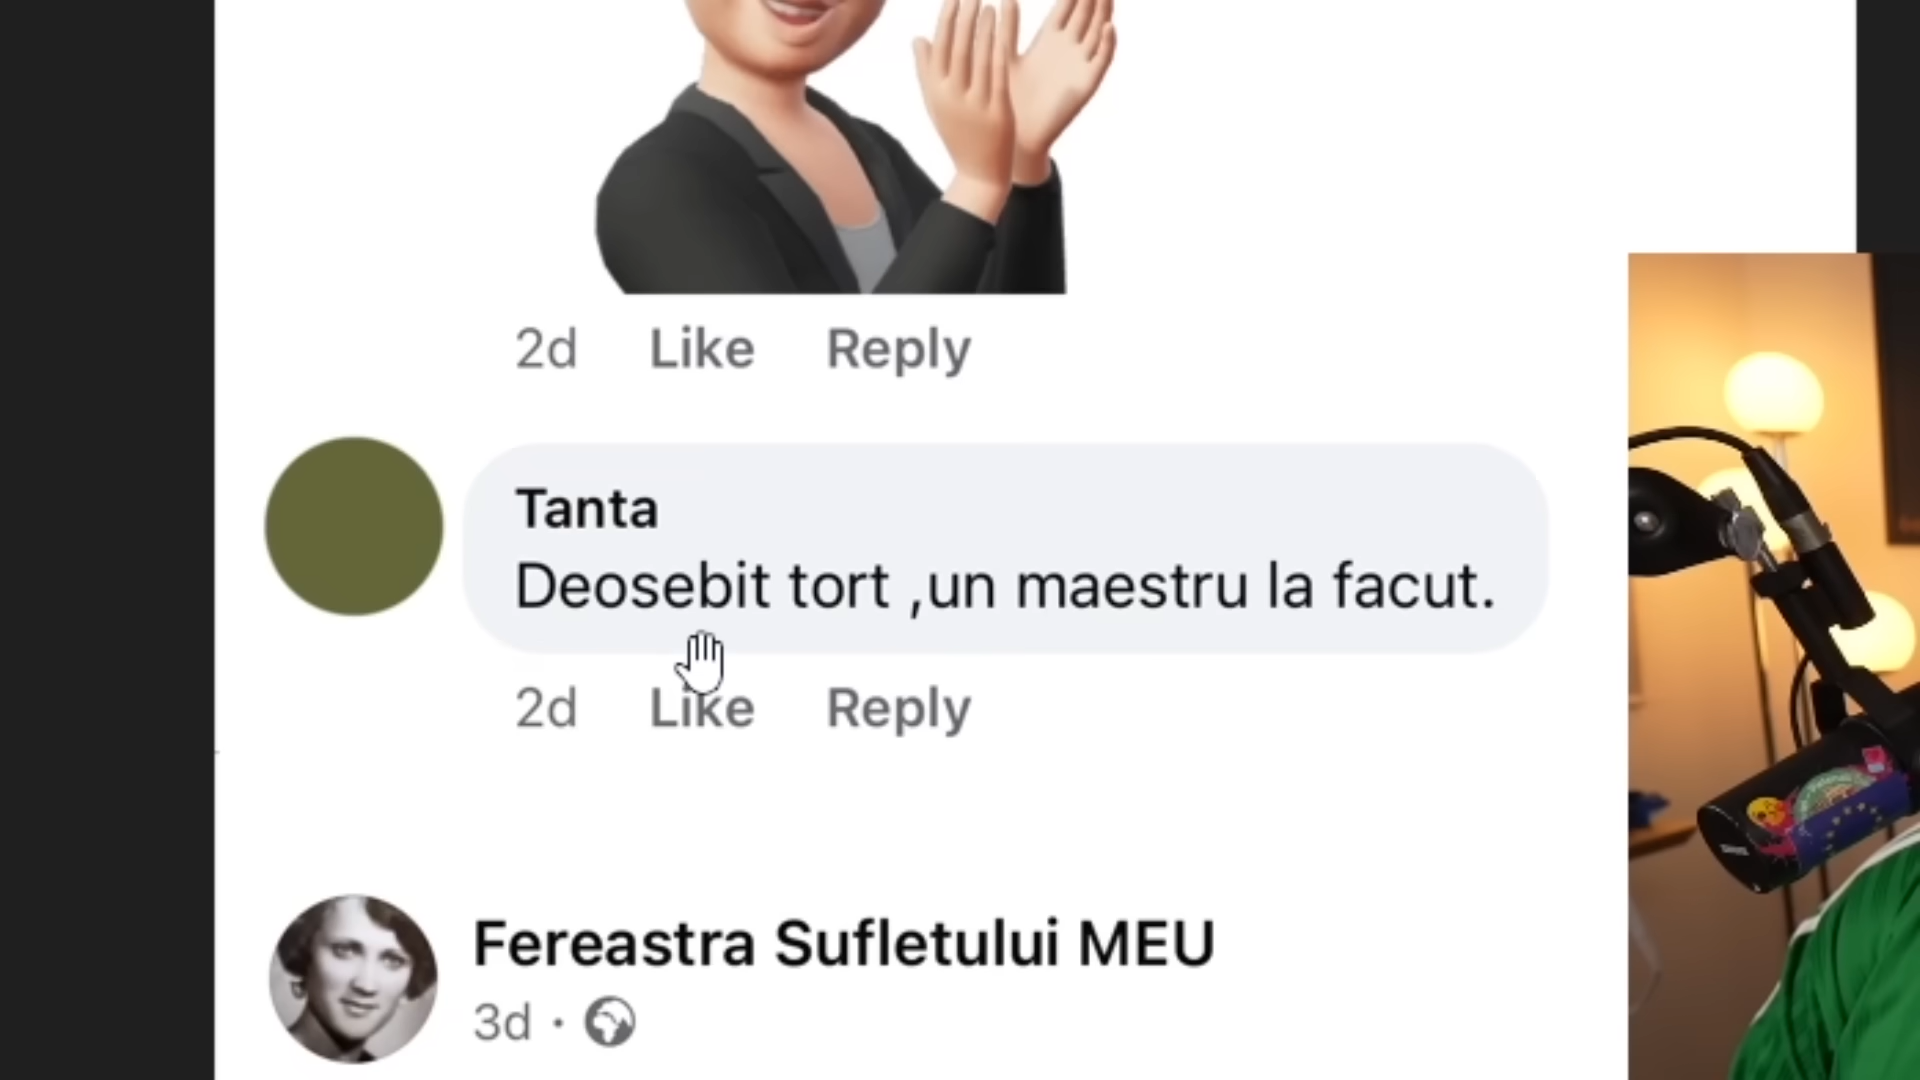 2d Like Reply
Tanta
Deosebit tort ,un maestru la facut.
2d Like Reply
Fereastra Sufletului MEU
3d ·